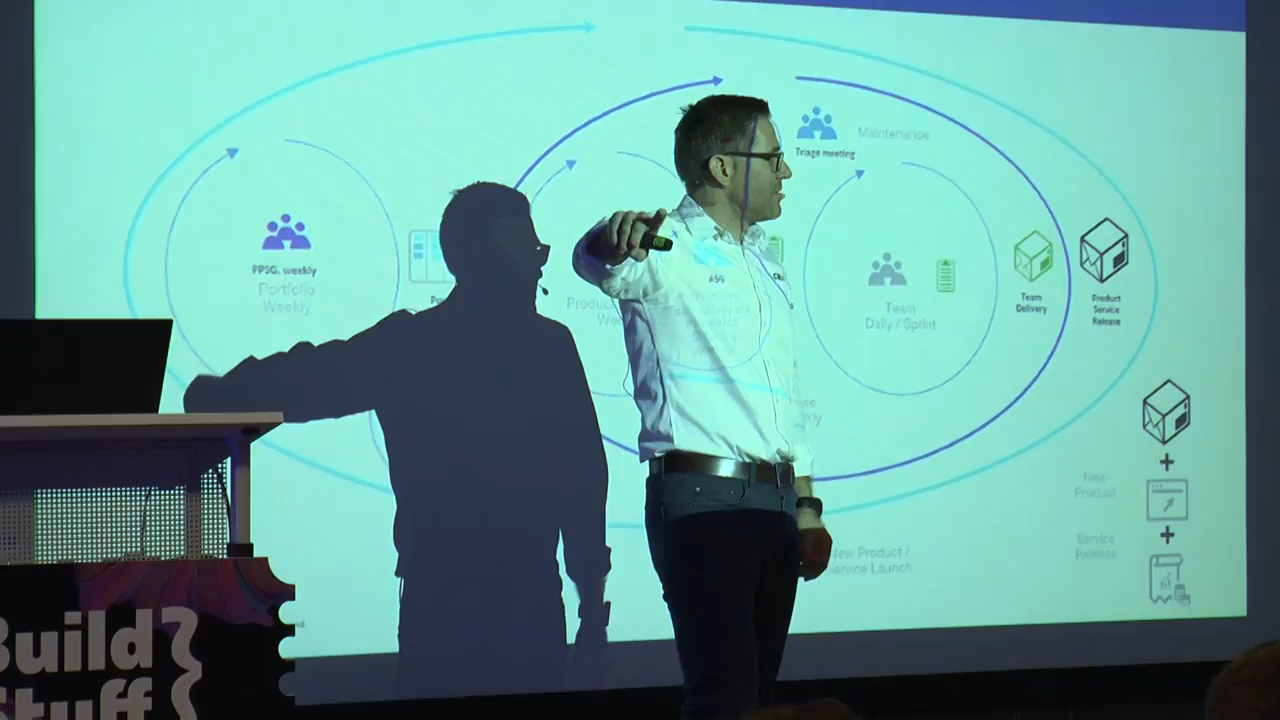 Maintenance
Triage meeting
PPSG, weekly
Portfolio
Weekly
ASG
Team
Daily / Sprint
Team
Delivery
Product
Service
Release
New
Product
Service
Release
New Product /
Service Launch
Build
Stuff